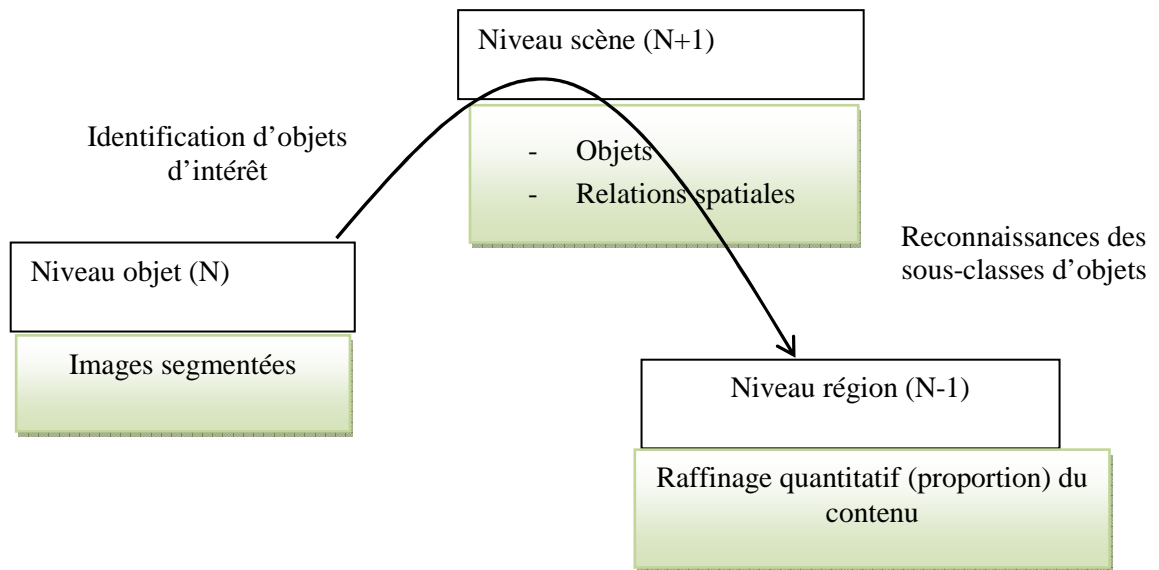 Niveau scène (N+1)
Identification d’objets
d’intérêt
- Objets
- Relations spatiales
Reconnaissances des
sous-classes d’objets
Niveau objet (N)
Images segmentées
Niveau région (N-1)
Raffinage quantitatif (proportion) du
contenu